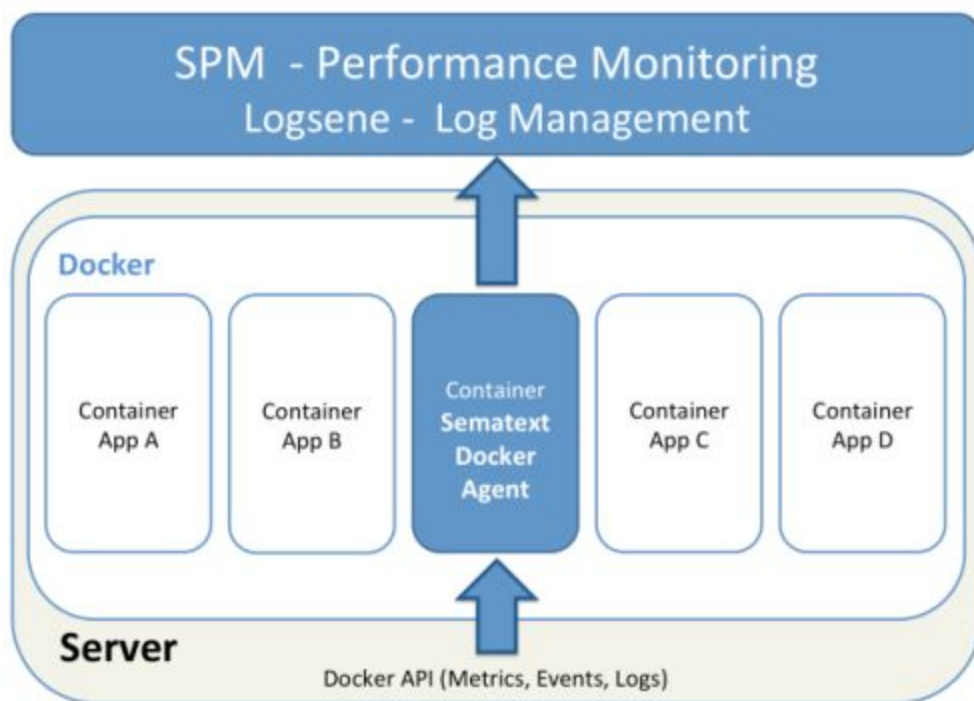 SPM - Performance Monitoring
Logsene - Log Management
Docker
Container
App A
Container
App B
Container
Sematext
Docker
Agent
Container
App C
Container
App D
Server
Docker API (Metrics, Events, Logs)